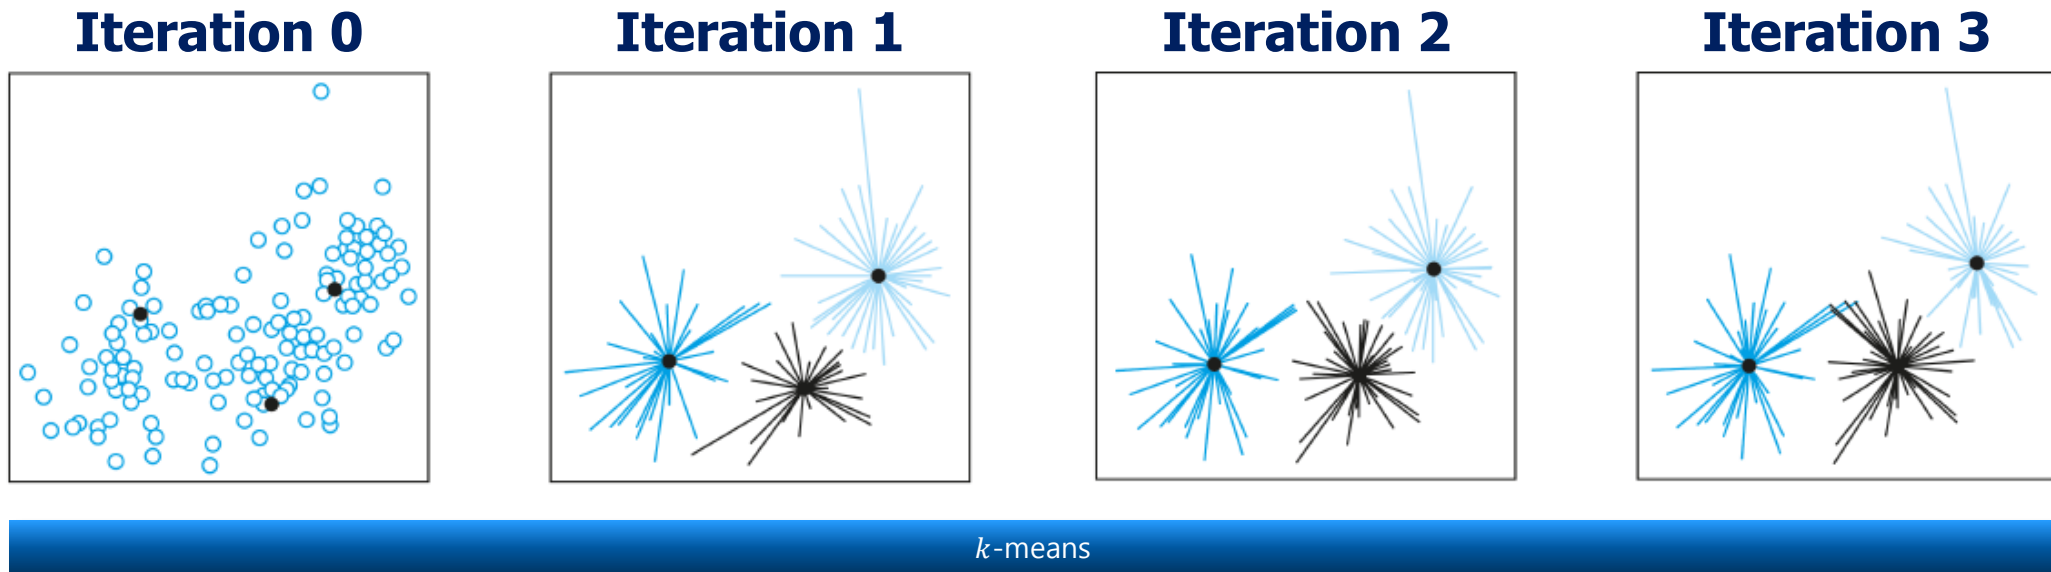 Iteration 0
Iteration 1
Iteration 2
Iteration 3
k-means